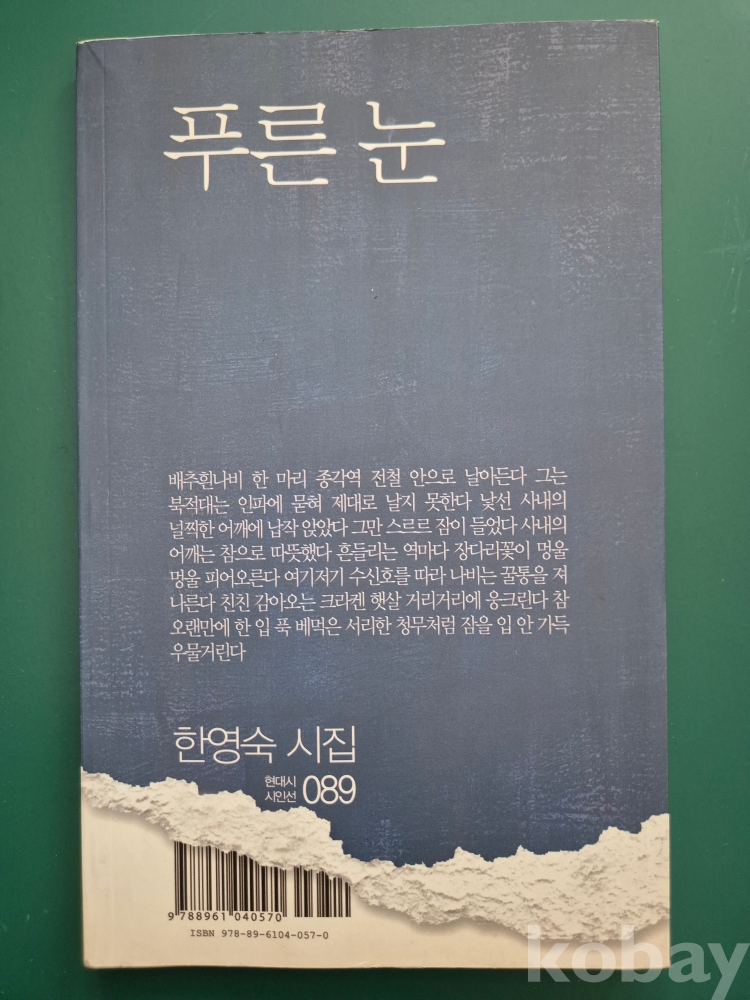 푸른 눈
배추흰나비 한 마리 종각역 전철 안으로 날아든다 그는
북적대는 인파에 묻혀 제대로 날지 못한다 낯선 사내의
널찍한 어깨에 납작 앉았다 그만 스르르 잠이 들었다 사내의
어깨는 참으로 따뜻했다 흔들리는 역마다 장다리꽃이 멍울
멍울 피어오른다 여기저기 수신호를 따라 나비는 꿀통을 져
나른다 친친 감아오는 크라켄 햇살 거리거리에 웅크린다 참
오랜만에 한 입 푹 베먹은 서리한 청무처럼 잠을 입 안 가득
우물거린다
한영숙 시집
현대시
시인선 089
9 788961 040570
ISBN 978-89-6104-057-0
kobay